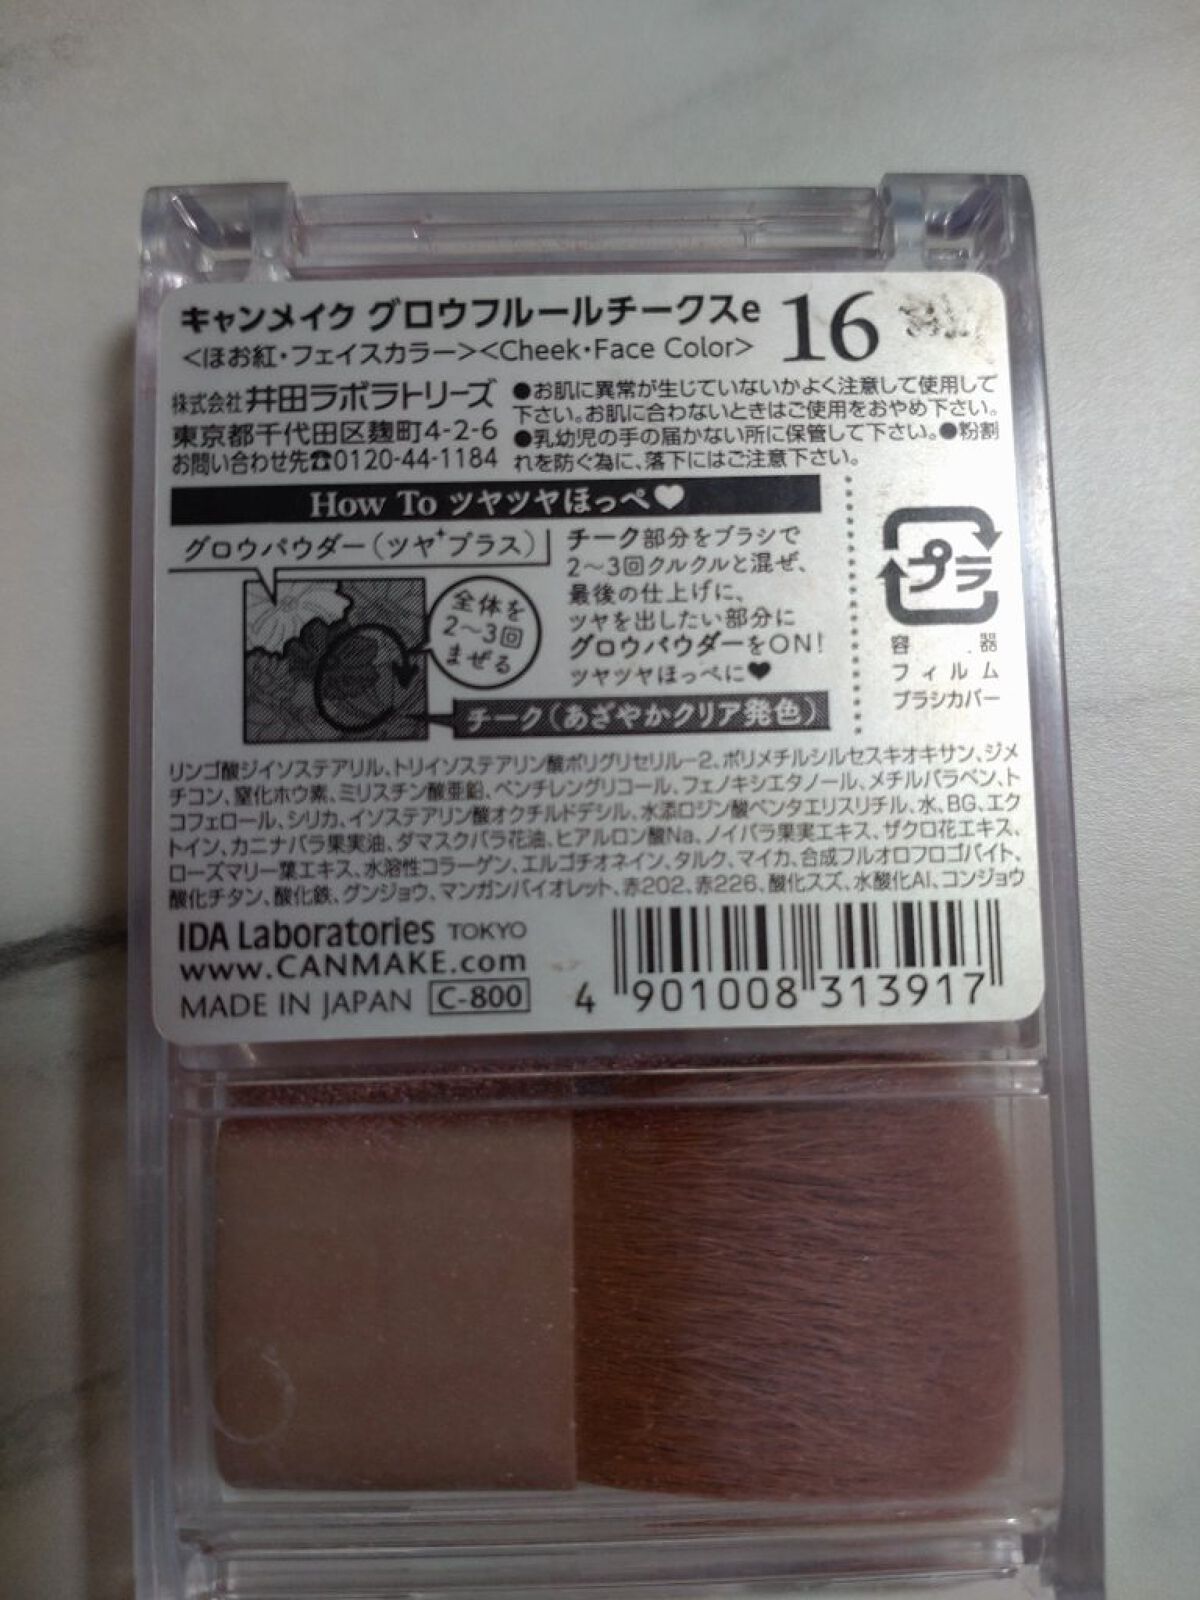 キャンメイク グロウフルールチークスe 16
<ほお紅・フェイスカラー><Cheek・Face Color>
株式会社 井田ラボラトリーズ
東京都千代田区麹町4-2-6
お問い合わせ先☎0120-44-1184
●お肌に異常が生じていないかよく注意して使用して
下さい。お肌に合わないときはご使用をおやめ下さい。
●乳幼児の手の届かない所に保管して下さい。●粉割
れを防ぐ為に、落下にはご注意下さい。
How To ツヤツヤほっぺ♥
グロウパウダー(ツヤ+プラス)
全体を
2〜3回
まぜる
チーク(あざやかクリア発色)
チーク部分をブラシで
2〜3回クルクルと混ぜ、
最後の仕上げに、
ツヤを出したい部分に
グロウパウダーをON!
ツヤツヤほっぺに♥
プラ
容器
フィルム
ブラシカバー
リンゴ酸ジイソステアリル、トリイソステアリン酸ポリグリセリル-2、ポリメチルシルセスキオキサン、ジメ
チコン、窒化ホウ素、ミリスチン酸亜鉛、ペンチレングリコール、フェノキシエタノール、メチルパラベン、ト
コフェロール、シリカ、イソステアリン酸オクチルドデシル、水添ロジン酸ペンタエリスリチル、水、BG、エク
トイン、カニナバラ果実油、ダマスクバラ花油、ヒアルロン酸Na、ノイバラ果実エキス、ザクロ花エキス、
ローズマリー葉エキス、水溶性コラーゲン、エルゴチオネイン、タルク、マイカ、合成フルオロフロゴパイト、
酸化チタン、酸化鉄、グンジョウ、マンガンバイオレット、赤202、赤226、酸化スズ、水酸化Al、コンジョウ
IDA Laboratories TOKYO
www.CANMAKE.com
MADE IN JAPAN C-800
4 901008 313917